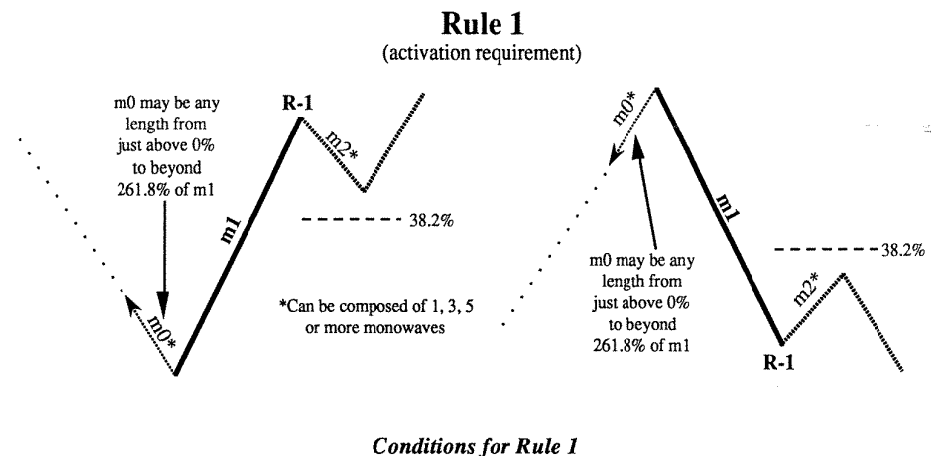 Rule 1
(activation requirement)
m0 may be any
length from
just above 0%
to beyond
261.8% of m1
R-1
m2*
m1
38.2%
m0*
*Can be composed of 1, 3, 5
or more monowaves
m0*
m1
38.2%
m2*
m0 may be any
length from
just above 0%
to beyond
261.8% of m1
R-1
Conditions for Rule 1